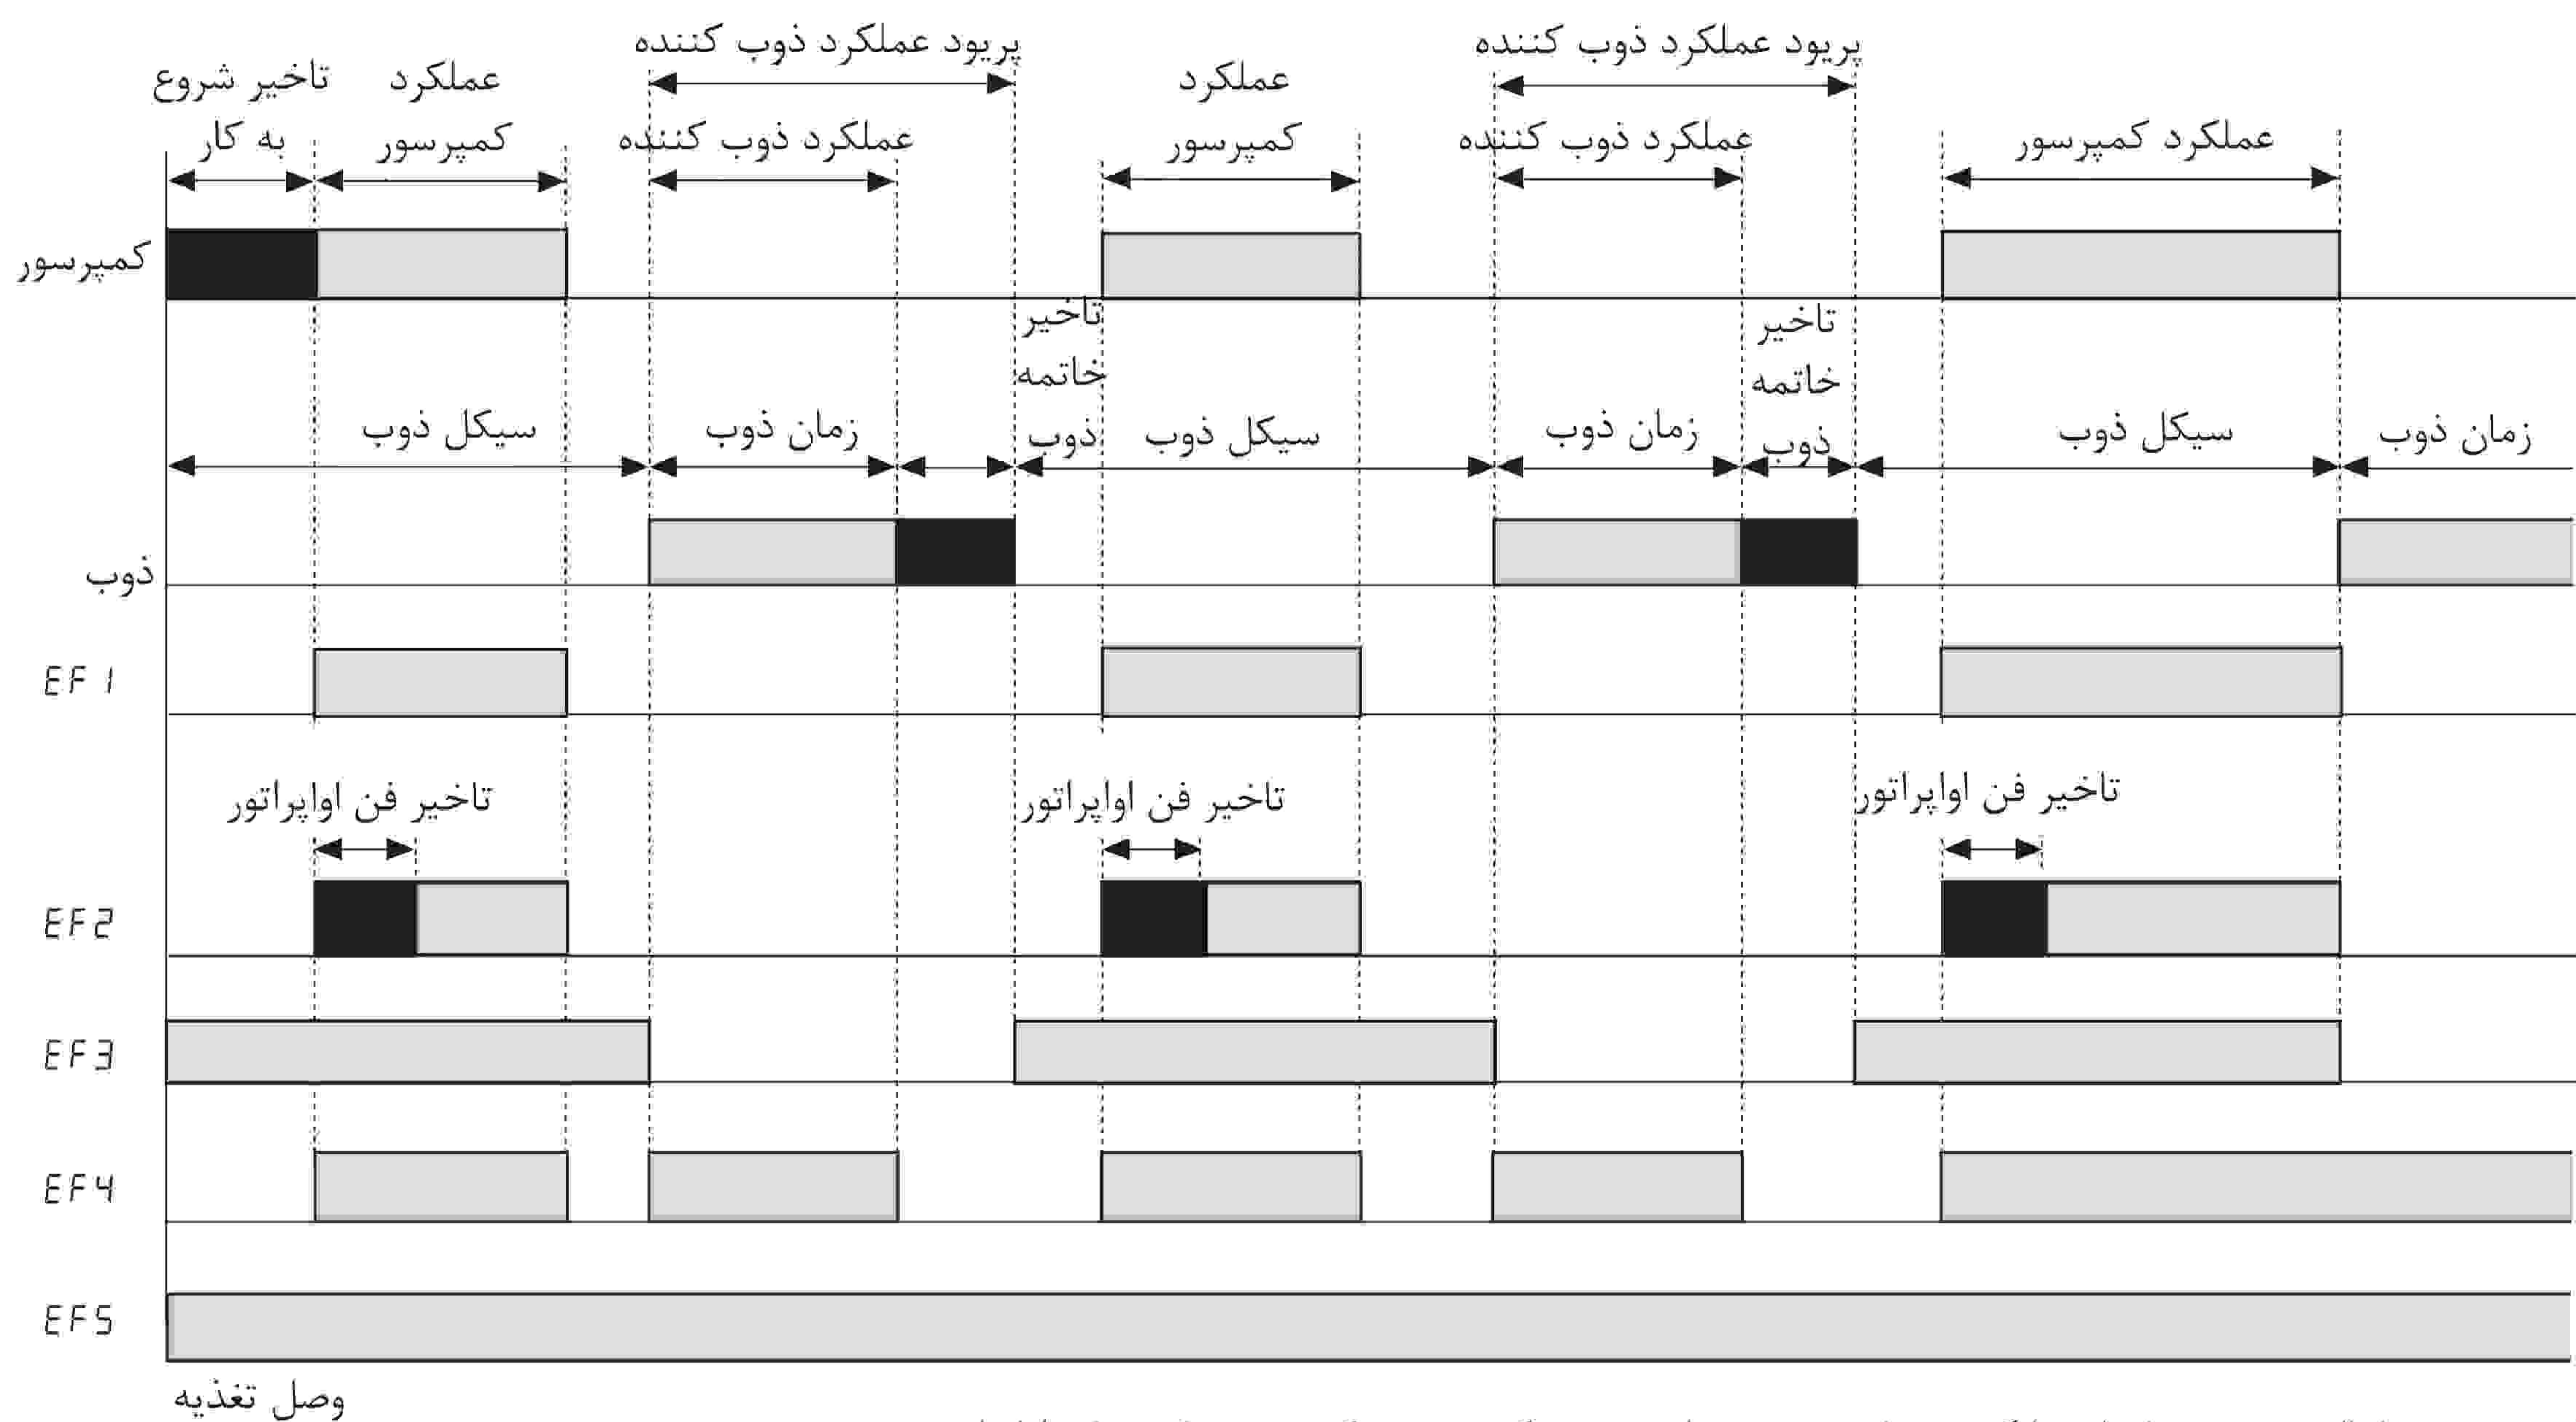 پریود عملکرد ذوب کننده
پریود عملکرد ذوب کننده
تاخیر شروع
به کار
عملکرد
کمپرسور
عملکرد ذوب کننده
عملکرد
کمپرسور
عملکرد ذوب کننده
عملکرد کمپرسور
کمپرسور
تاخیر
خاتمه
ذوب
تاخیر
خاتمه
ذوب
سیکل ذوب
زمان ذوب
سیکل ذوب
زمان ذوب
سیکل ذوب
زمان ذوب
ذوب
EF1
تاخیر فن اواپراتور
تاخیر فن اواپراتور
تاخیر فن اواپراتور
EF2
EF3
EF4
EF5
وصل تغذیه